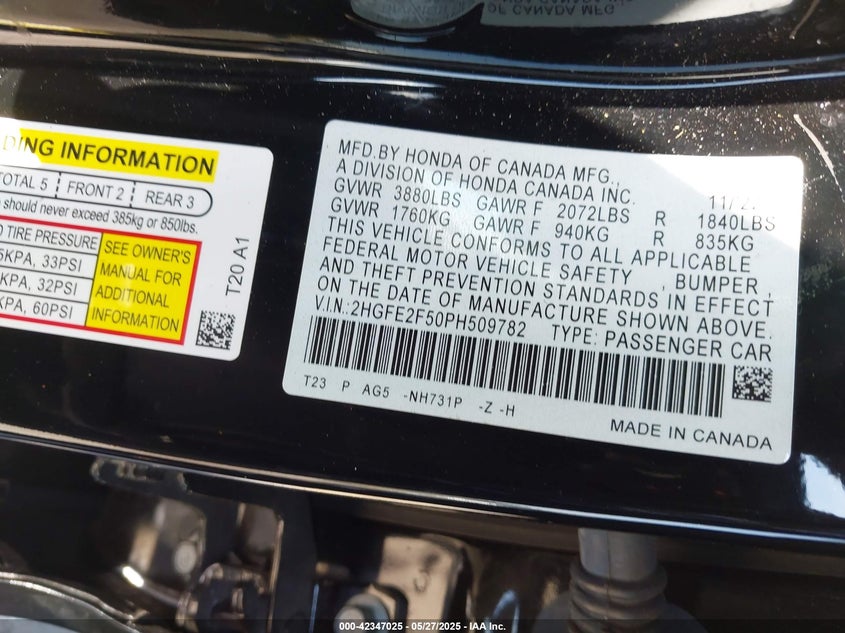 OF CANADA MFG
DING INFORMATION
TOTAL 5 FRONT 2 REAR 3
should never exceed 385kg or 850lbs.
TIRE PRESSURE
KPA, 33PSI
KPA, 32PSI
KPA, 60PSI
SEE OWNER'S
MANUAL FOR
ADDITIONAL
INFORMATION
T20 A1
MFD.BY HONDA OF CANADA MFG.,
A DIVISION OF HONDA CANADA INC.
GVWR 3880LBS GAWR F 2072LBS R 1840LBS
GVWR 1760KG GAWR F 940KG R 835KG
THIS VEHICLE CONFORMS TO ALL APPLICABLE
FEDERAL MOTOR VEHICLE SAFETY , BUMPER ,
AND THEFT PREVENTION STANDARDS IN EFFECT
ON THE DATE OF MANUFACTURE SHOWN ABOVE.
V.I.N.:2HGFE2F50PH509782 TYPE: PASSENGER CAR
T23 P AG5 -NH731P -Z -H
MADE IN CANADA
000-42347025 - 05/27/2025 - IAA Inc.